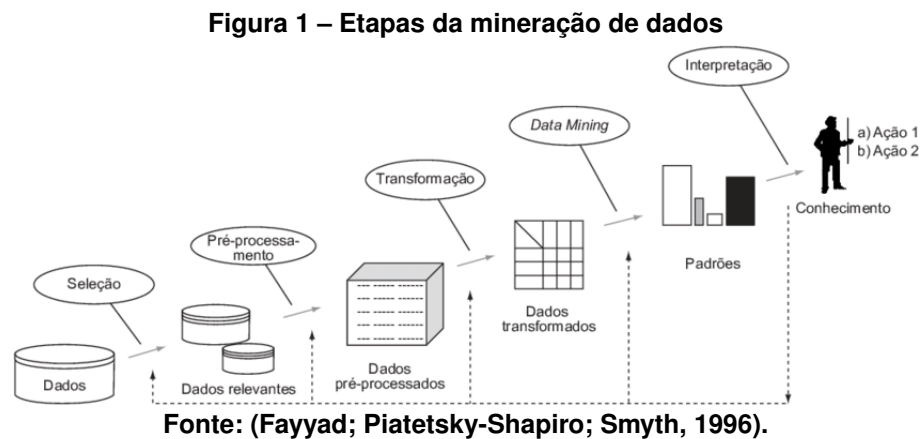 Figura 1 – Etapas da mineração de dados
Interpretação
a) Ação 1
b) Ação 2
Conhecimento
Data Mining
Padrões
Transformação
Dados
transformados
Pré-processa-
mento
Dados
pré-processados
Seleção
Dados relevantes
Dados
Fonte: (Fayyad; Piatetsky-Shapiro; Smyth, 1996).